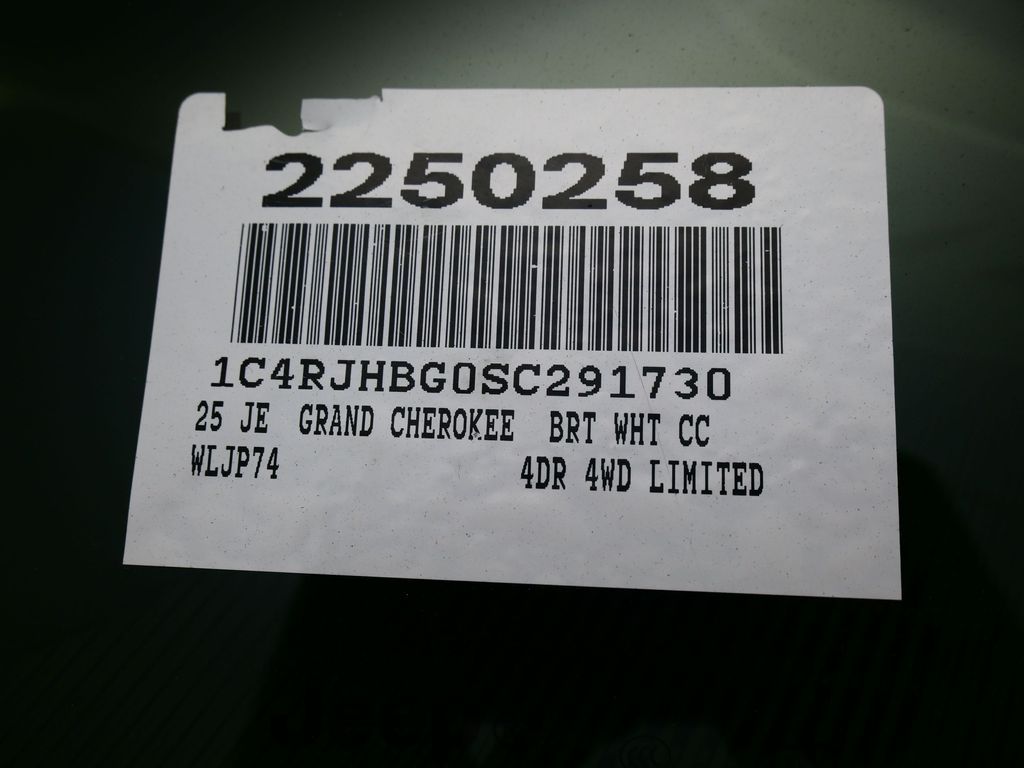 2250258
1C4RJHBG0SC291730
25 JE GRAND CHEROKEE BRT WHT CC
WLJP74 4DR 4WD LIMITED